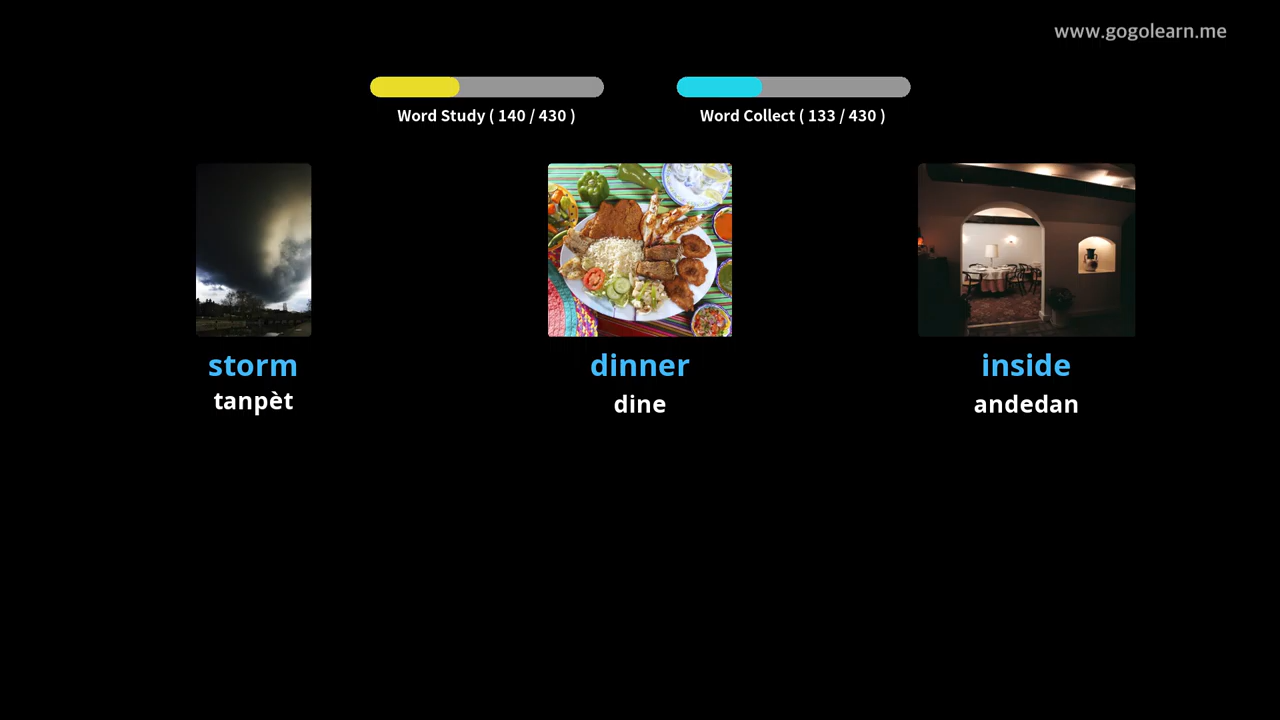 www.gogolearn.me
Word Study ( 140 / 430 )
Word Collect ( 133 / 430 )
storm
tanpèt
dinner
dine
inside
andedan